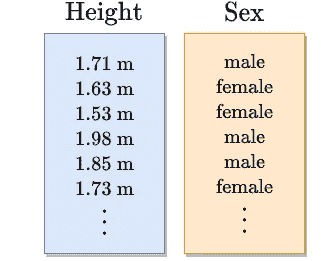 Height Sex
1.71 m male
1.63 m female
1.53 m female
1.98 m male
1.85 m male
1.73 m female
⋮ ⋮